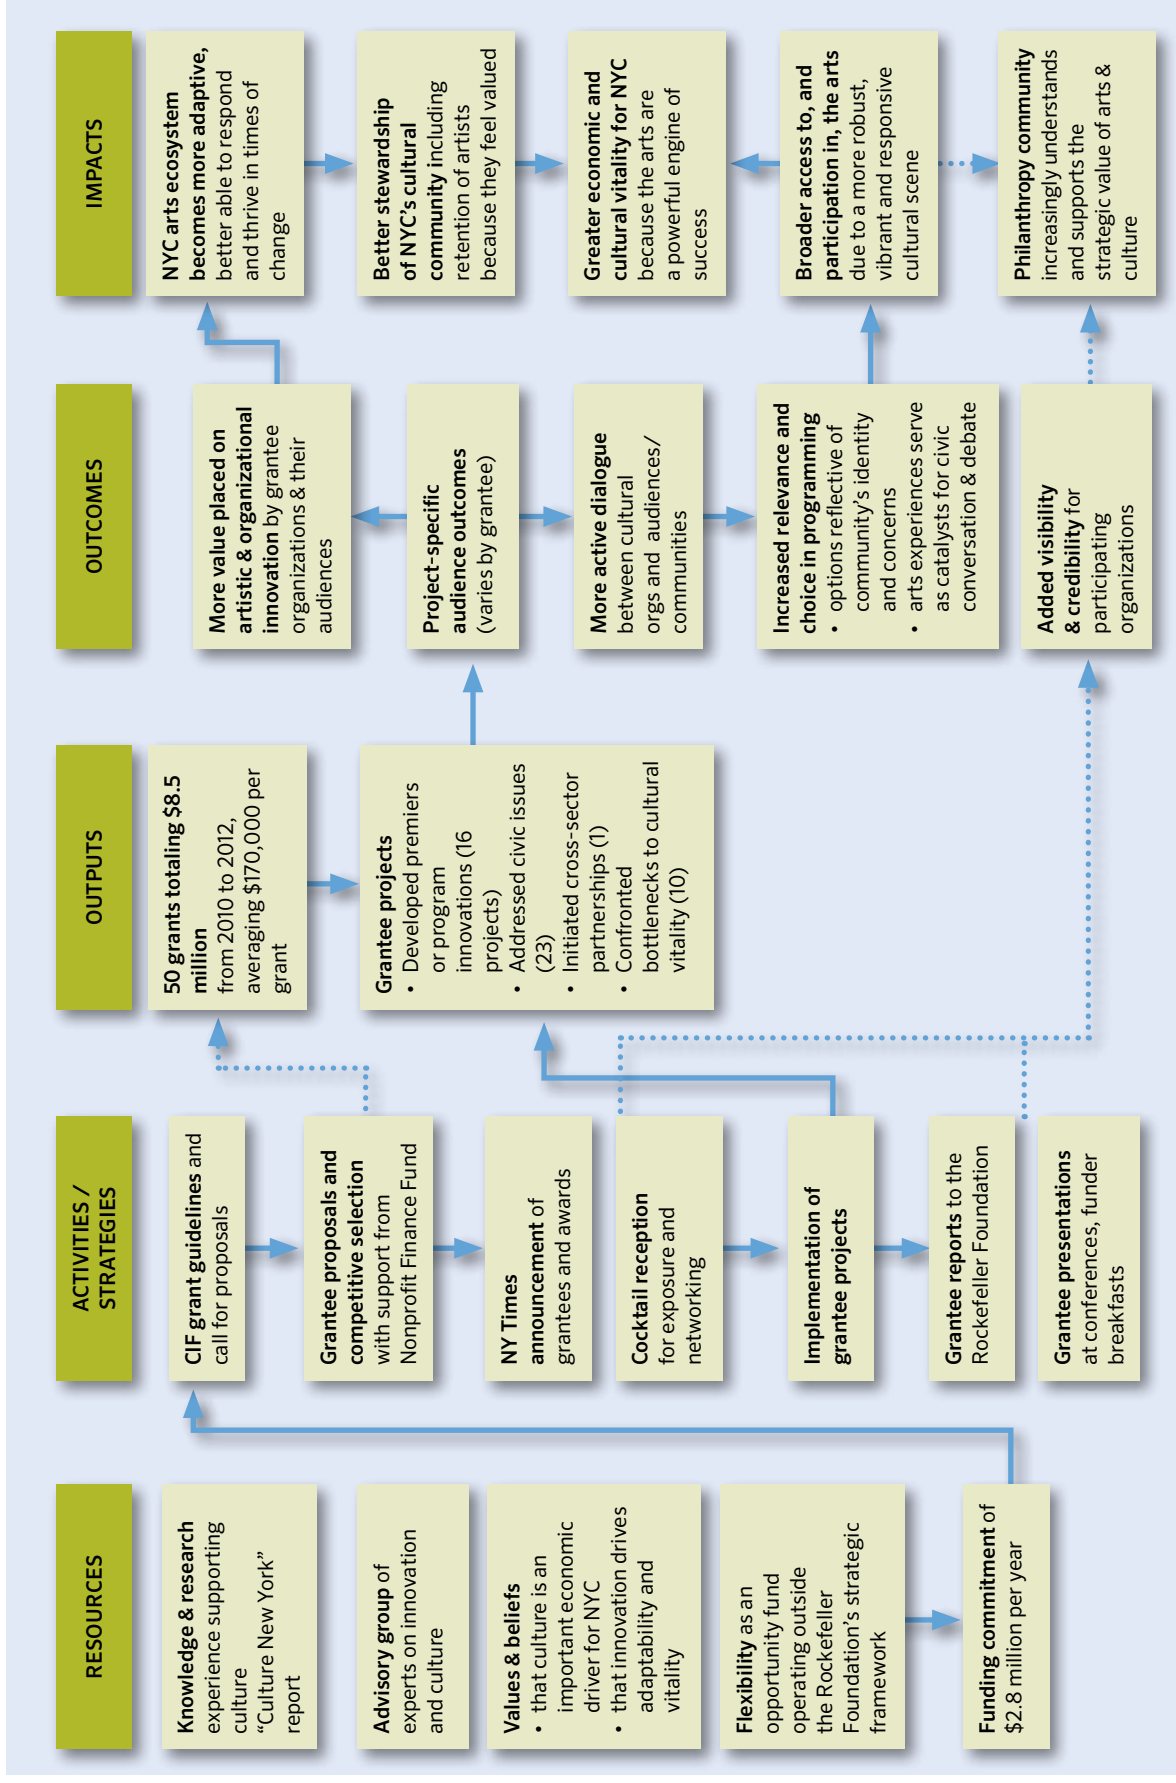 RESOURCES
Knowledge & research
experience supporting
culture
“Culture New York”
report
Advisory group of
experts on innovation
and culture
Values & beliefs
• that culture is an
important economic
driver for NYC
• that innovation drives
adaptability and
vitality
Flexibility as an
opportunity fund
operating outside
the Rockefeller
Foundation’s strategic
framework
Funding commitment of
$2.8 million per year
ACTIVITIES /
STRATEGIES
CIF grant guidelines and
call for proposals
Grantee proposals and
competitive selection
with support from
Nonprofit Finance Fund
NY Times
announcement of
grantees and awards
Cocktail reception
for exposure and
networking
Implementation of
grantee projects
Grantee reports to the
Rockefeller Foundation
Grantee presentations
at conferences, funder
breakfasts
OUTPUTS
50 grants totaling $8.5
million
from 2010 to 2012,
averaging $170,000 per
grant
Grantee projects
• Developed premiers
or program
innovations (16
projects)
• Addressed civic issues
(23)
• Initiated cross-sector
partnerships (1)
• Confronted
bottlenecks to cultural
vitality (10)
OUTCOMES
More value placed on
artistic & organizational
innovation by grantee
organizations & their
audiences
Project-specific
audience outcomes
(varies by grantee)
More active dialogue
between cultural
orgs and audiences/
communities
Increased relevance and
choice in programming
• options reflective of
community’s identity
and concerns
• arts experiences serve
as catalysts for civic
conversation & debate
Added visibility
& credibility for
participating
organizations
IMPACTS
NYC arts ecosystem
becomes more adaptive,
better able to respond
and thrive in times of
change
Better stewardship
of NYC’s cultural
community including
retention of artists
because they feel valued
Greater economic and
cultural vitality for NYC
because the arts are
a powerful engine of
success
Broader access to, and
participation in, the arts
due to a more robust,
vibrant and responsive
cultural scene
Philanthropy community
increasingly understands
and supports the
strategic value of arts &
culture